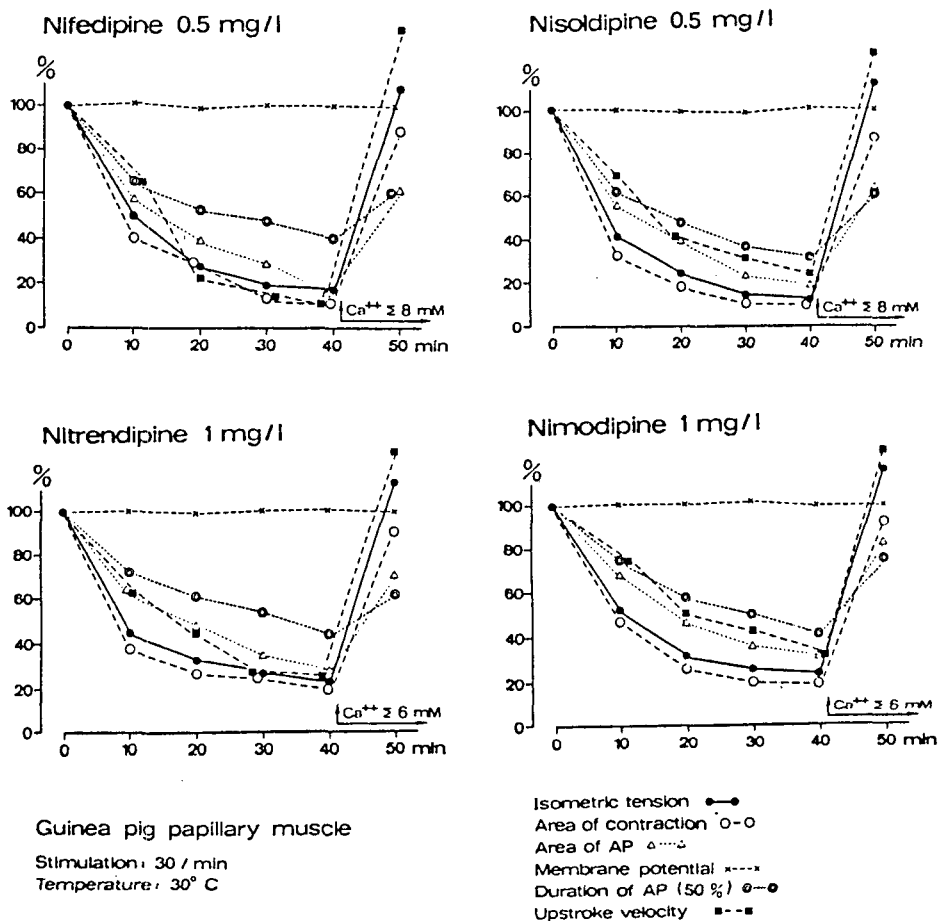 Nifedipine 0.5 mg/l
%
100
80
60
40
20
0
Ca++ Σ 8 mM
0 10 20 30 40 50 min
Nisoldipine 0.5 mg/l
%
100
80
60
40
20
0
Ca++ Σ 8 mM
0 10 20 30 40 50 min
Nitrendipine 1 mg/l
%
100
80
60
40
20
0
Ca++ Σ 6 mM
0 10 20 30 40 50 min
Nimodipine 1 mg/l
%
100
80
60
40
20
0
Ca++ Σ 6 mM
0 10 20 30 40 50 min
Guinea pig papillary muscle
Stimulation: 30 / min
Temperature: 30° C
Isometric tension
Area of contraction
Area of AP
Membrane potential
Duration of AP (50 %)
Upstroke velocity